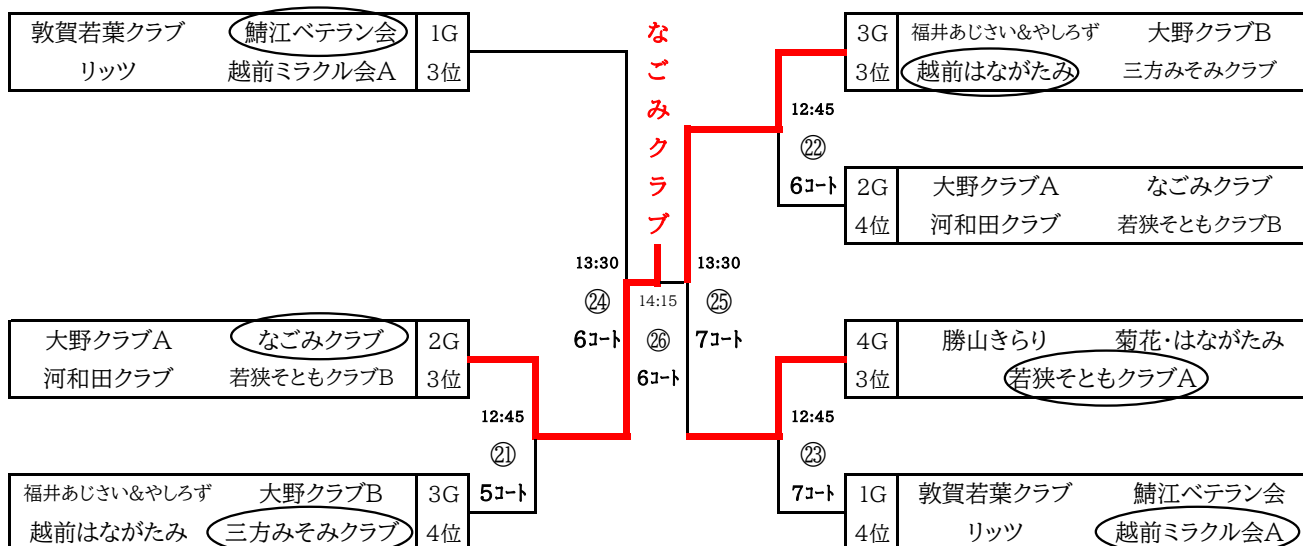 敦賀若葉クラブ 鯖江ベテラン会 1G
リッツ 越前ミラクル会A 3位
なごみクラブ
3G 福井あじさい&やしろず 大野クラブB
3位 越前はながたみ 三方みそみクラブ
12:45
㉒
6コート
2G 大野クラブA なごみクラブ
4位 河和田クラブ 若狭そともクラブB
13:30
㉔
6コート
14:15
㉖
6コート
13:30
㉕
7コート
大野クラブA なごみクラブ 2G
河和田クラブ 若狭そともクラブB 3位
4G 勝山きらり 菊花・はながたみ
3位 若狭そともクラブA
12:45
㉑
5コート
12:45
㉓
7コート
福井あじさい&やしろず 大野クラブB 3G
越前はながたみ 三方みそみクラブ 4位
1G 敦賀若葉クラブ 鯖江ベテラン会
4位 リッツ 越前ミラクル会A